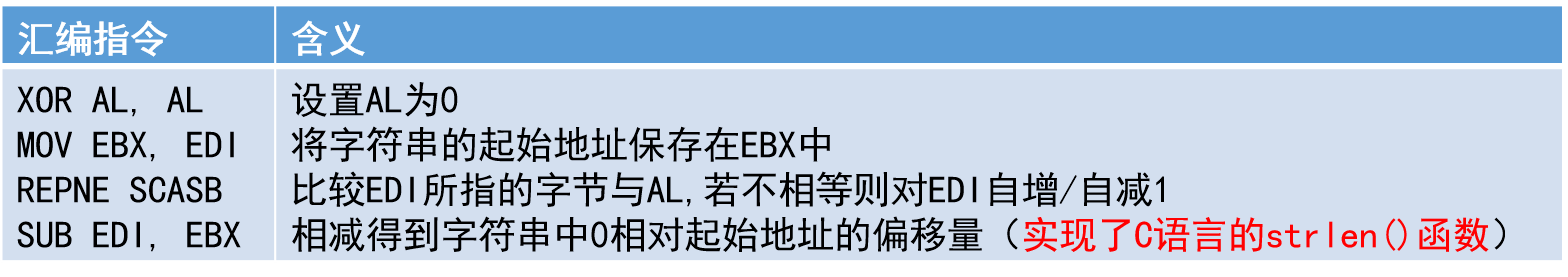 汇编指令 含义
XOR AL, AL 设置AL为0
MOV EBX, EDI 将字符串的起始地址保存在EBX中
REPNE SCASB 比较EDI所指的字节与AL,若不相等则对EDI自增/自减1
SUB EDI, EBX 相减得到字符串中0相对起始地址的偏移量（实现了C语言的strlen()函数）